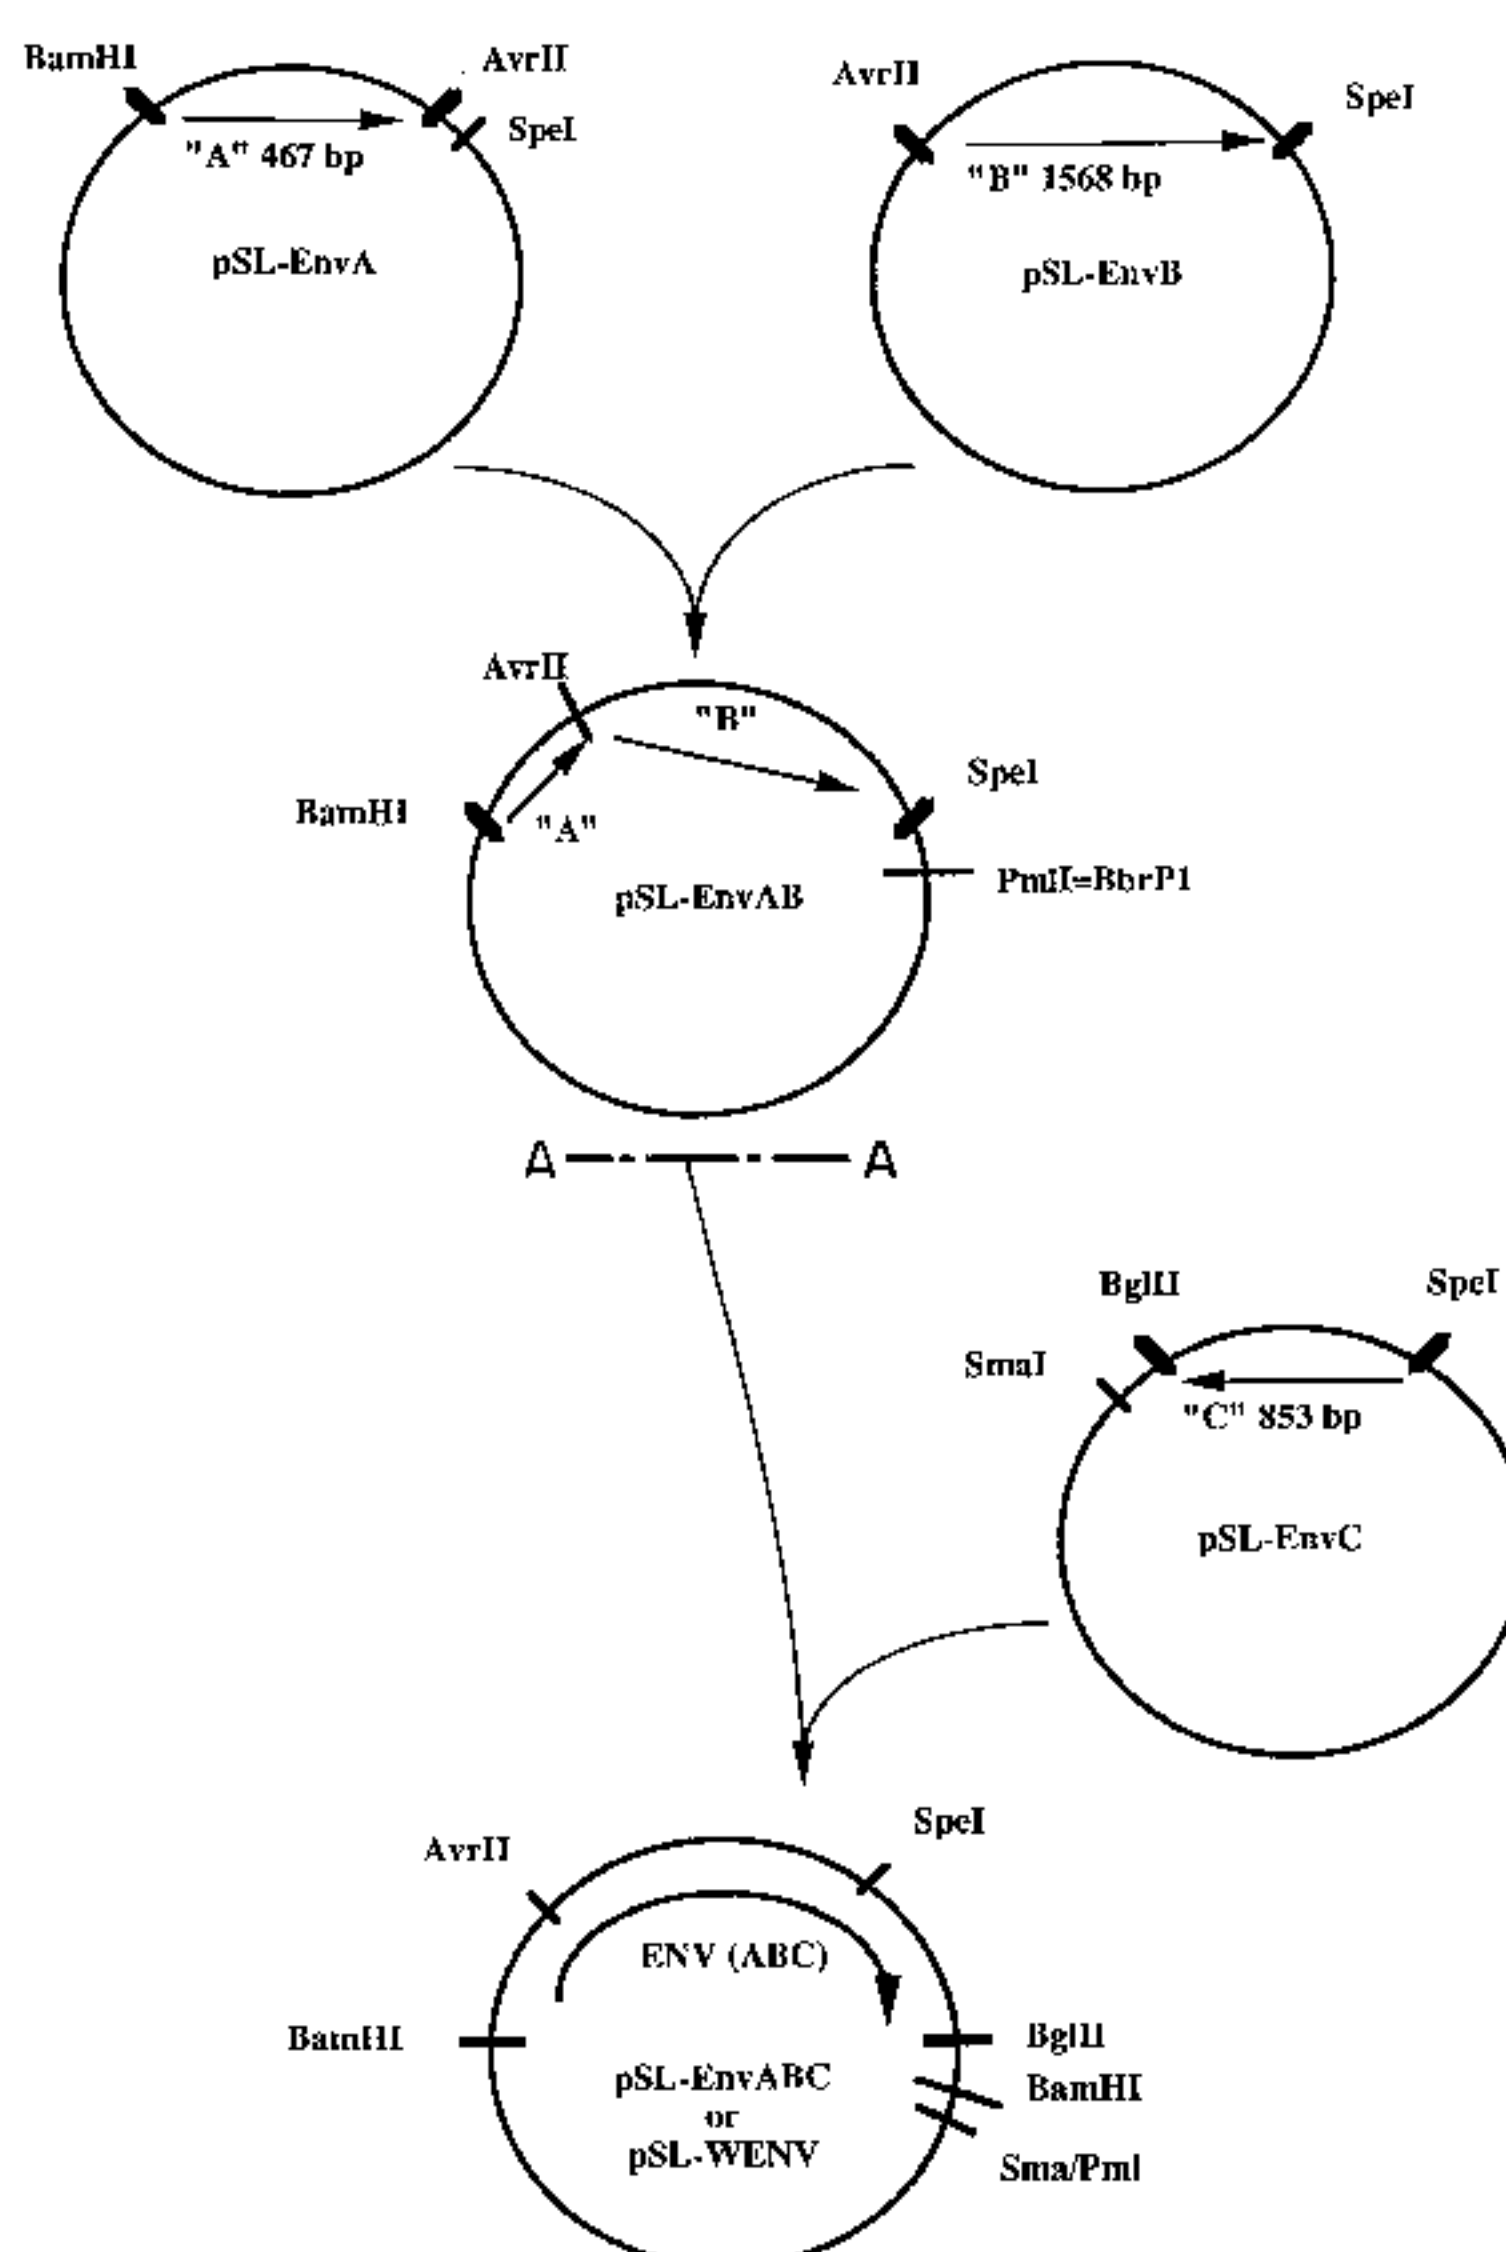 BamHI
AvrII
SpeI
"A" 467 bp
pSL-EnvA
AvrII
SpeI
"B" 1568 bp
pSL-EnvB
AvrII
"B"
SpeI
BamHI
"A"
PmlI=BbrP1
pSL-EnvAB
A
A
BglII
SpeI
SmaI
"C" 853 bp
pSL-EnvC
SpeI
AvrII
ENV (ABC)
BamHI
BglII
BamHI
pSL-EnvABC
or
pSL-WENV
Sma/Pml